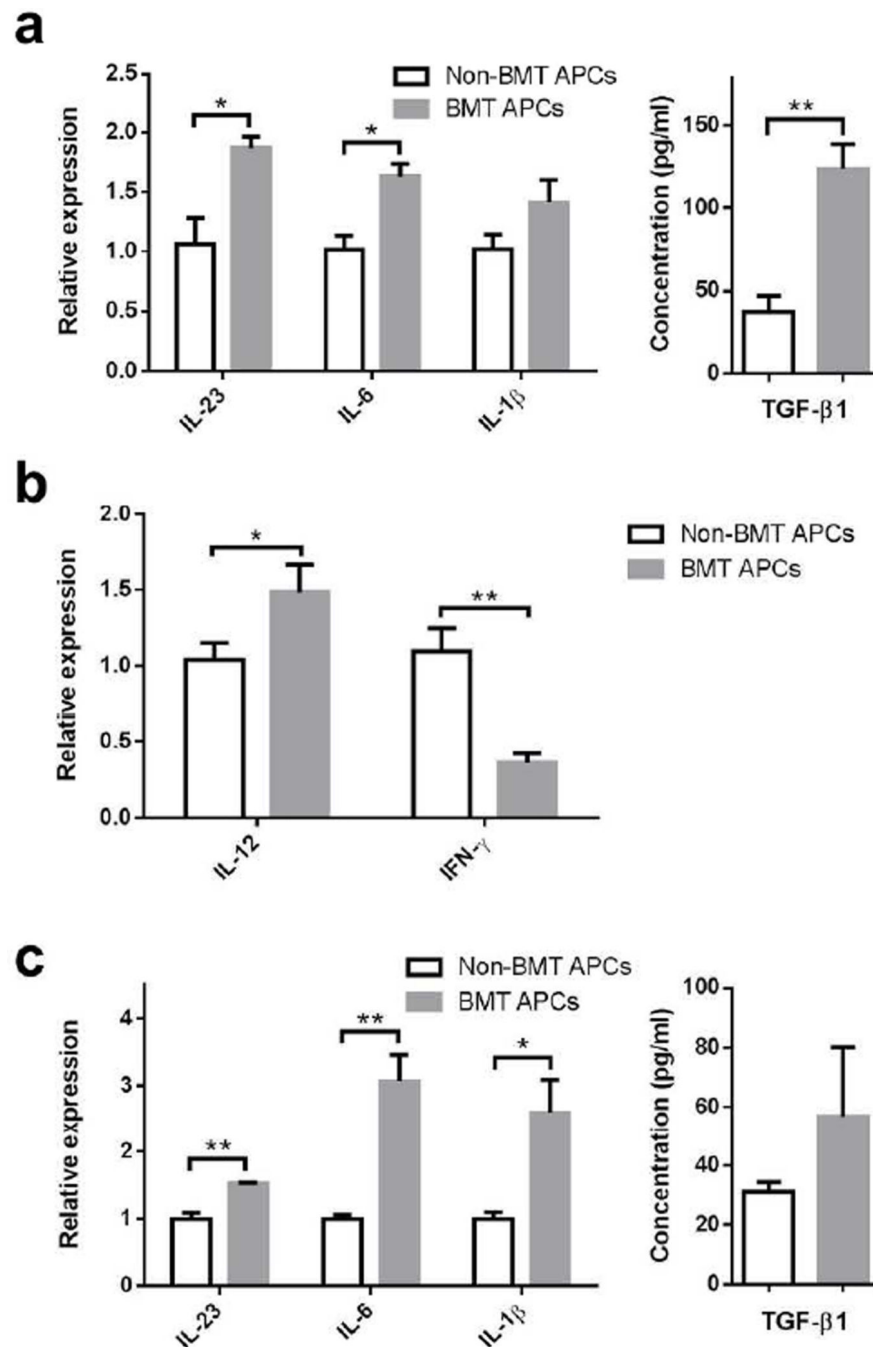 a
Non-BMT APCs
BMT APCs
Relative expression
2.5
2.0
1.5
1.0
0.5
0.0
*
*
IL-23
IL-6
IL-1β
Concentration (pg/ml)
150
100
50
0
**
TGF-β1
b
Non-BMT APCs
BMT APCs
Relative expression
2.0
1.5
1.0
0.5
0.0
*
**
IL-12
IFN-γ
c
Non-BMT APCs
BMT APCs
Relative expression
4
3
2
1
0
**
**
*
IL-23
IL-6
IL-1β
Concentration (pg/ml)
100
80
60
40
20
0
TGF-β1